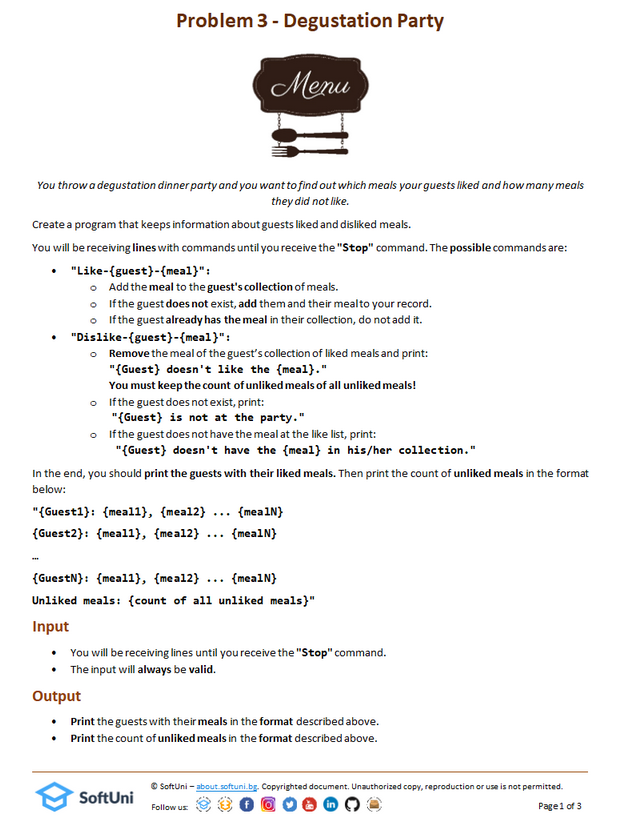 Problem 3 - Degustation Party
Menu
You throw a degustation dinner party and you want to find out which meals your guests liked and how many meals
they did not like.
Create a program that keeps information about guests liked and disliked meals.
You will be receiving lines with commands until you receive the "Stop" command. The possible commands are:
• "Like-{guest}-{meal}":
o Add the meal to the guest's collection of meals.
o If the guest does not exist, add them and their meal to your record.
o If the guest already has the meal in their collection, do not add it.
• "Dislike-{guest}-{meal}":
o Remove the meal of the guest's collection of liked meals and print:
"{Guest} doesn't like the {meal}."
You must keep the count of unliked meals of all unliked meals!
o If the guest does not exist, print:
"{Guest} is not at the party."
o If the guest does not have the meal at the like list, print:
"{Guest} doesn't have the {meal} in his/her collection."
In the end, you should print the guests with their liked meals. Then print the count of unliked meals in the format
below:
"{Guest1}: {meal1}, {meal2} ... {mealN}
{Guest2}: {meal1}, {meal2} ... {mealN}
…
{GuestN}: {meal1}, {meal2} ... {mealN}
Unliked meals: {count of all unliked meals}"
Input
• You will be receiving lines until you receive the "Stop" command.
• The input will always be valid.
Output
• Print the guests with their meals in the format described above.
• Print the count of unliked meals in the format described above.
SoftUni
© SoftUni – about.softuni.bg. Copyrighted document. Unauthorized copy, reproduction or use is not permitted.
Follow us:
Page 1 of 3